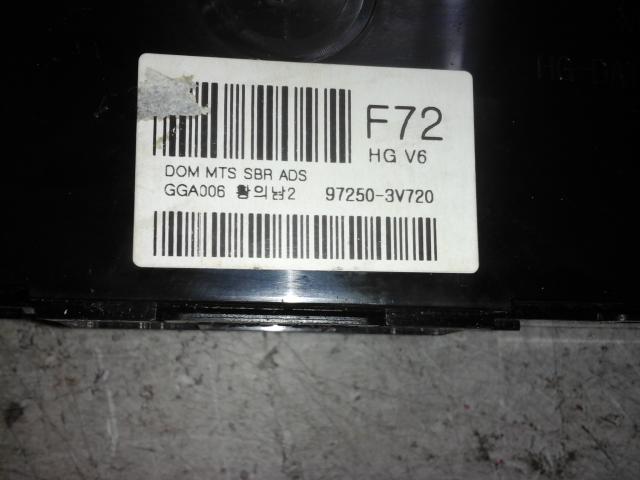 F72
HG V6
DOM MTS SBR ADS
GGA006 황의남2 97250-3V720